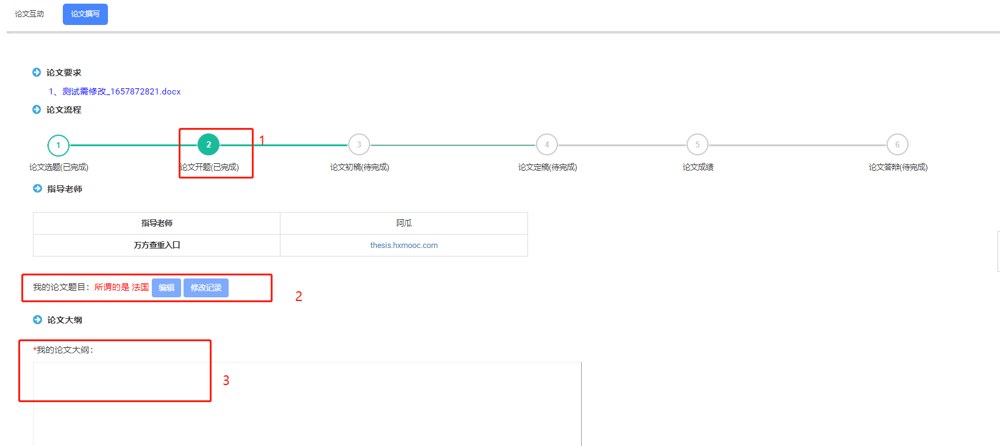 论文互动 论文撰写
论文要求
1、测试需修改_1657872821.docx
论文流程
1 2 1 3 4 5 6
论文选题(已完成) 论文开题(已完成) 论文初稿(待完成) 论文定稿(待完成) 论文成绩 论文答辩(待完成)
指导老师
指导老师 阿瓜
万方查重入口 thesis.hxmooc.com
我的论文题目：所谓的是 法国 编辑 修改记录
2
论文大纲
*我的论文大纲：
3